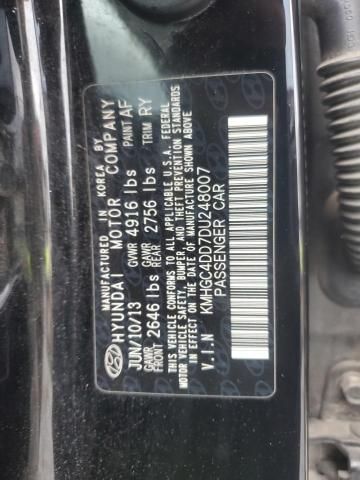 MANUFACTURED IN KOREA BY
HYUNDAI MOTOR COMPANY
JUN/10/13 GVWR 4916 lbs PAINT AF
GAWR FRONT 2646 lbs GAWR REAR 2756 lbs TRIM RY
THIS VEHICLE CONFORMS TO ALL APPLICABLE U.S.A. FEDERAL
MOTOR VEHICLE SAFETY, BUMPER AND AND THEFT PREVENTION
STANDARDS IN EFFECT ON THE DATE OF MANUFACTURE SHOWN ABOVE
V.I.N KMHGC4DD7DU248007
PASSENGER CAR